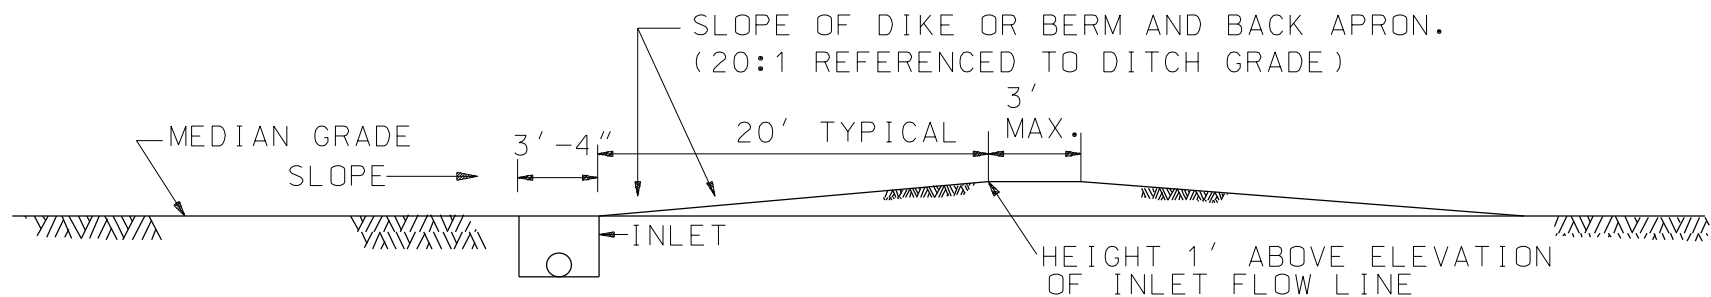 SLOPE OF DIKE OR BERM AND BACK APRON.
(20:1 REFERENCED TO DITCH GRADE)
3'
MAX.
20' TYPICAL
3'-4"
MEDIAN GRADE
SLOPE
INLET
HEIGHT 1' ABOVE ELEVATION
OF INLET FLOW LINE